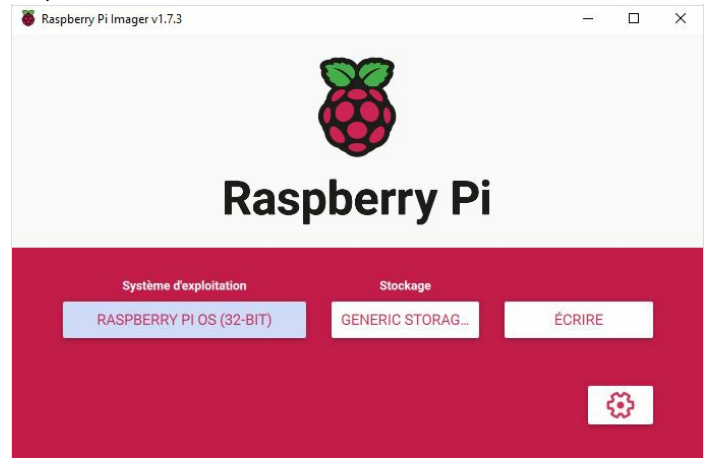 Raspberry Pi Imager v1.7.3
Raspberry Pi
Système d'exploitation
Stockage
RASPBERRY PI OS (32-BIT)
GENERIC STORAG...
ÉCRIRE